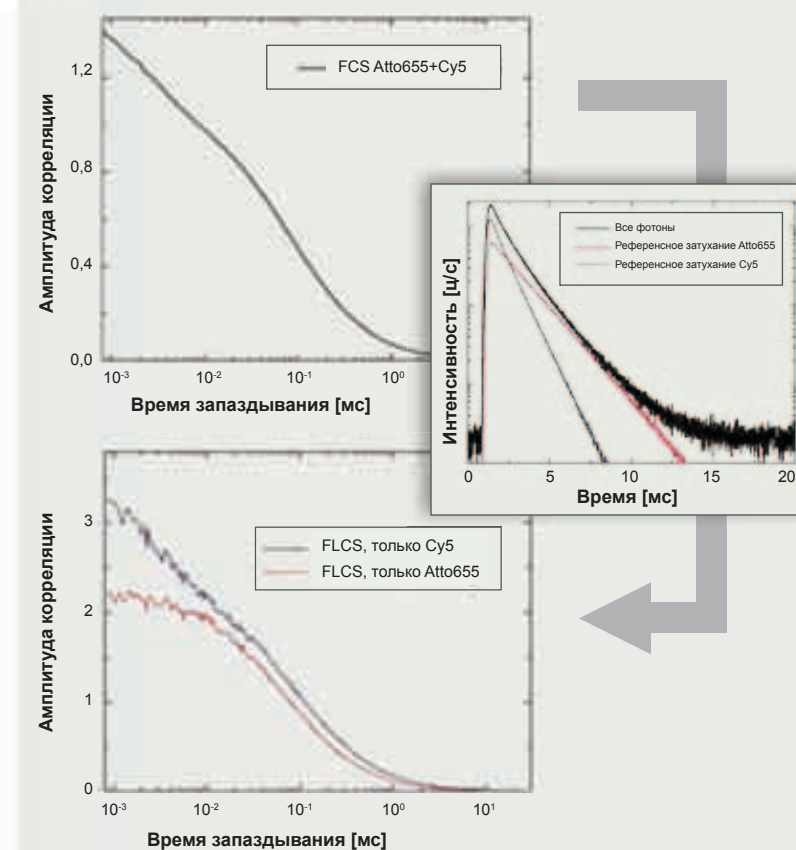 FCS Atto655+Cy5
1,2
0,8
0,4
0,0
Амплитуда корреляции
10-3
10-2
10-1
10⁰
Время запаздывания [мс]
Все фотоны
Референсное затухание Atto655
Референсное затухание Cy5
Интенсивность [ц/с]
0
5
10
15
20
Время [мс]
FLCS, только Cy5
FLCS, только Atto655
3
2
1
0
Амплитуда корреляции
10-3
10-2
10-1
10⁰
10¹
Время запаздывания [мс]